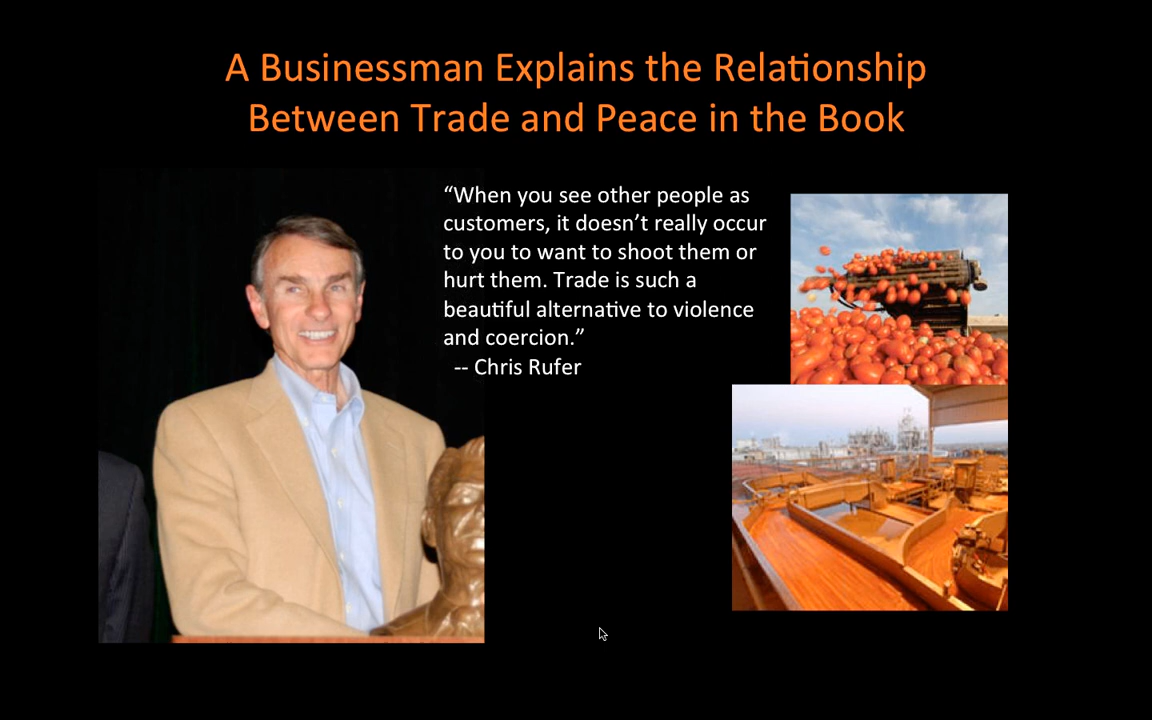 A Businessman Explains the Relationship
Between Trade and Peace in the Book
“When you see other people as
customers, it doesn’t really occur
to you to want to shoot them or
hurt them. Trade is such a
beautiful alternative to violence
and coercion.”
-- Chris Rufer